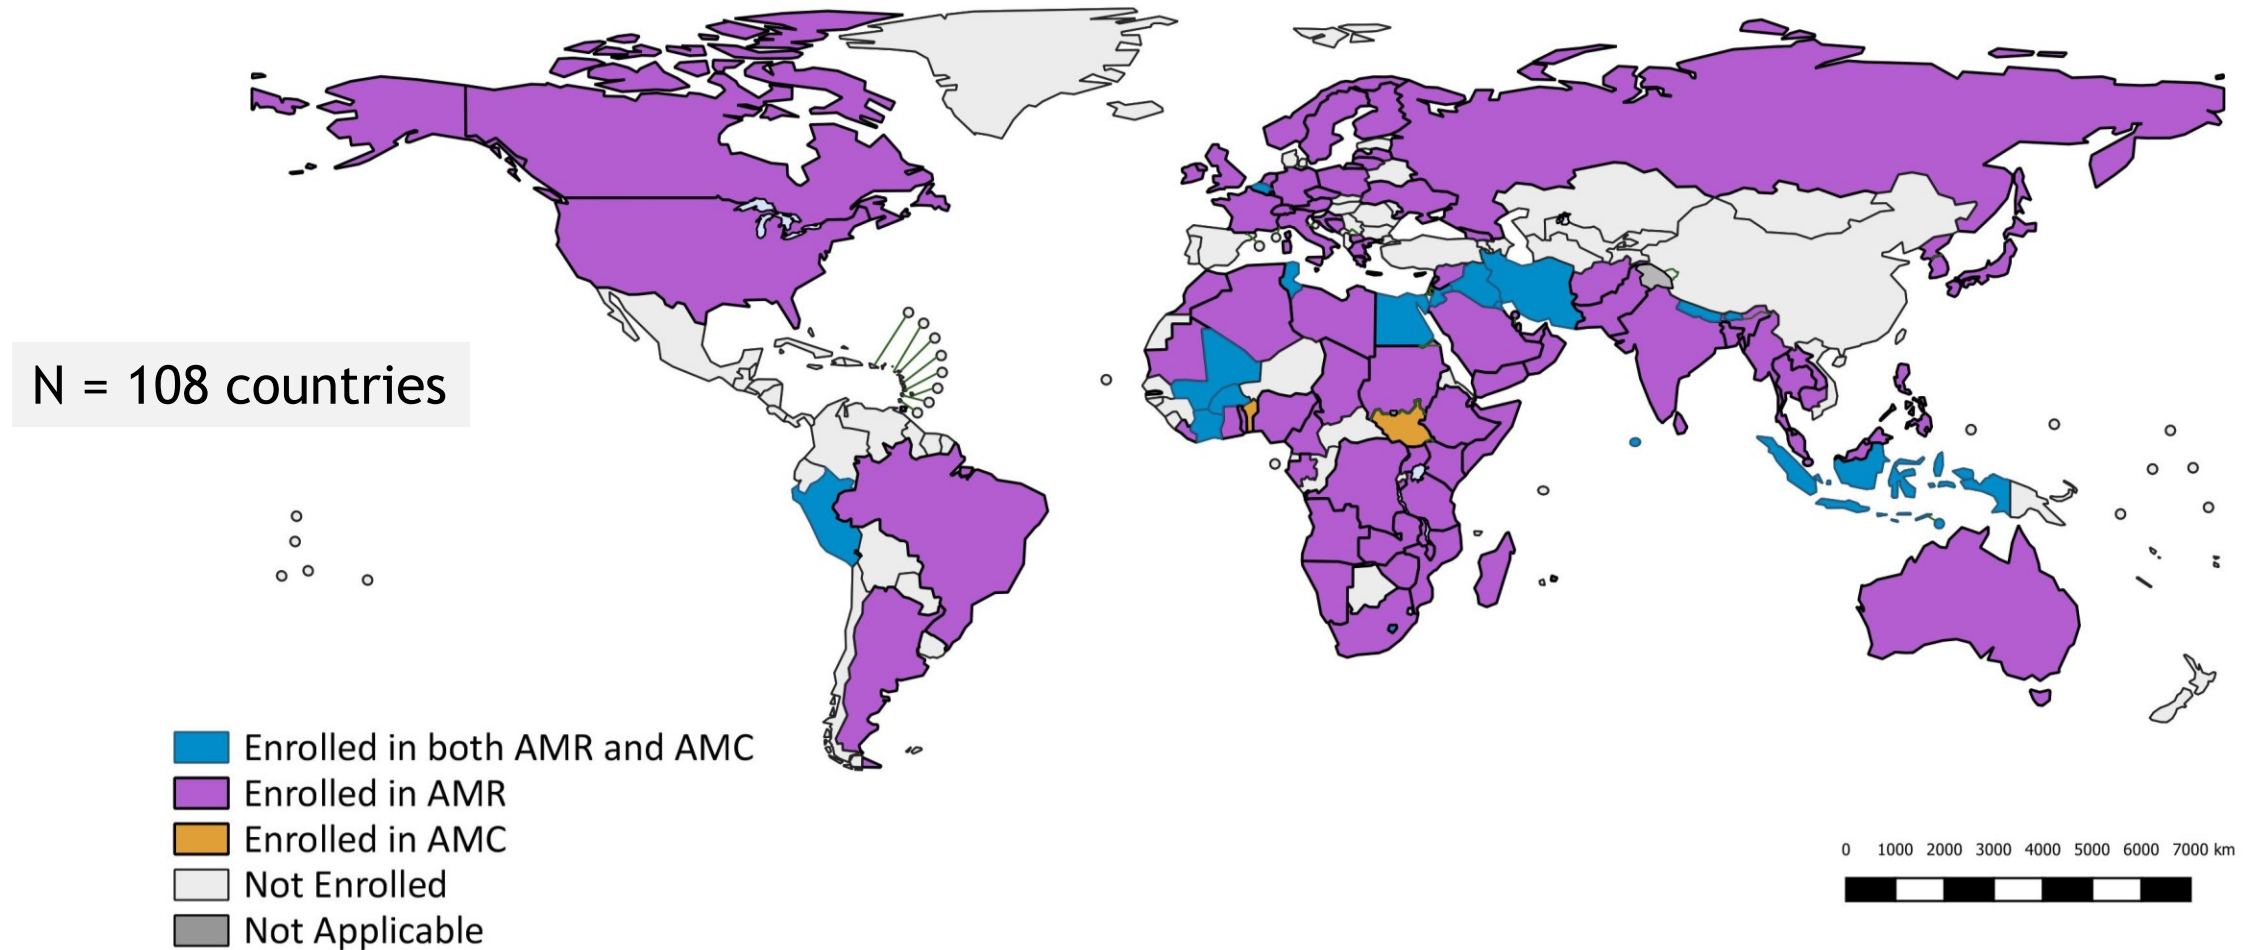 N = 108 countries
Enrolled in both AMR and AMC
Enrolled in AMR
Enrolled in AMC
Not Enrolled
Not Applicable
0 1000 2000 3000 4000 5000 6000 7000 km